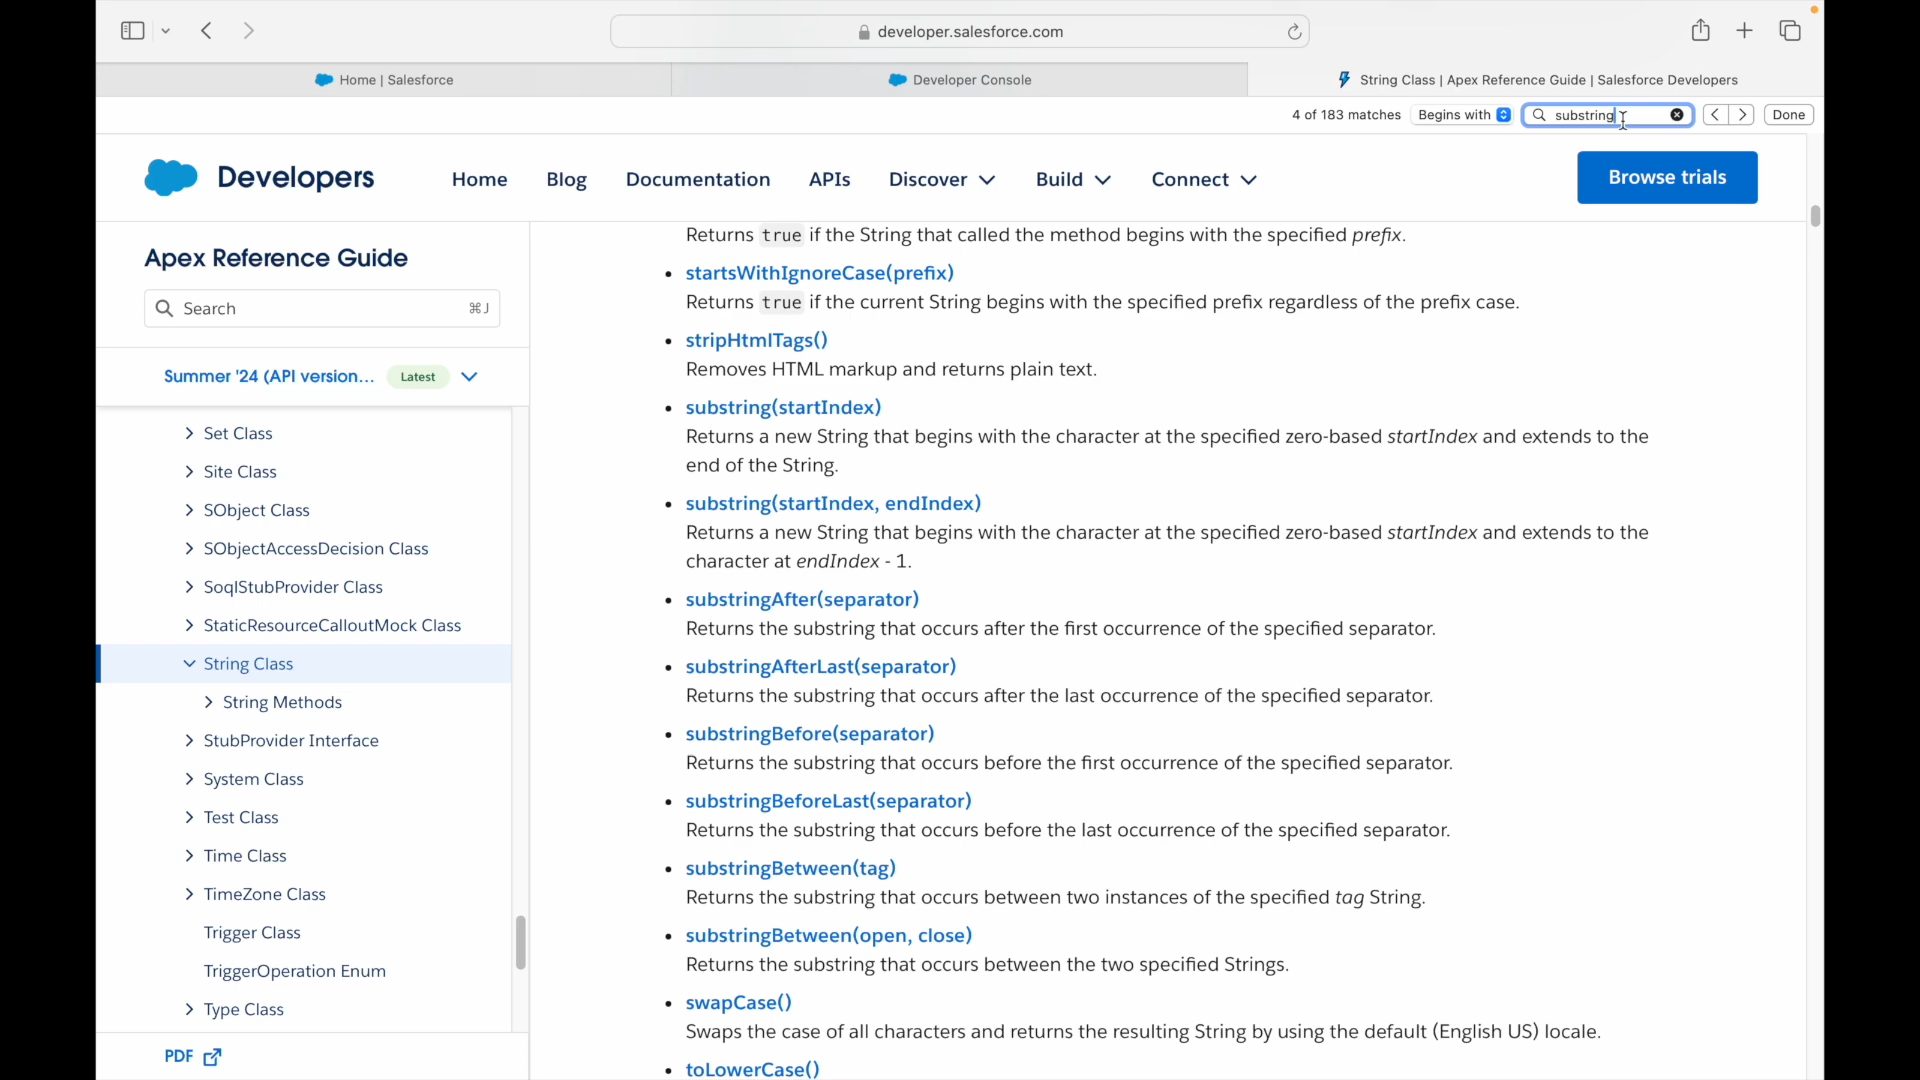 developer.salesforce.com
Home | Salesforce
Developer Console
String Class | Apex Reference Guide | Salesforce Developers
4 of 183 matches
Begins with
substring
Done
Developers
Home
Blog
Documentation
APIs
Discover
Build
Connect
Browse trials
Apex Reference Guide
Search
⌘J
Summer '24 (API version...
Latest
Set Class
Site Class
SObject Class
SObjectAccessDecision Class
SoqlStubProvider Class
StaticResourceCalloutMock Class
String Class
String Methods
StubProvider Interface
System Class
Test Class
Time Class
TimeZone Class
Trigger Class
TriggerOperation Enum
Type Class
PDF
Returns true if the String that called the method begins with the specified prefix.
• startsWithIgnoreCase(prefix)
Returns true if the current String begins with the specified prefix regardless of the prefix case.
• stripHtmlTags()
Removes HTML markup and returns plain text.
• substring(startIndex)
Returns a new String that begins with the character at the specified zero-based startIndex and extends to the
end of the String.
• substring(startIndex, endIndex)
Returns a new String that begins with the character at the specified zero-based startIndex and extends to the
character at endIndex - 1.
• substringAfter(separator)
Returns the substring that occurs after the first occurrence of the specified separator.
• substringAfterLast(separator)
Returns the substring that occurs after the last occurrence of the specified separator.
• substringBefore(separator)
Returns the substring that occurs before the first occurrence of the specified separator.
• substringBeforeLast(separator)
Returns the substring that occurs before the last occurrence of the specified separator.
• substringBetween(tag)
Returns the substring that occurs between two instances of the specified tag String.
• substringBetween(open, close)
Returns the substring that occurs between the two specified Strings.
• swapCase()
Swaps the case of all characters and returns the resulting String by using the default (English US) locale.
• toLowerCase()